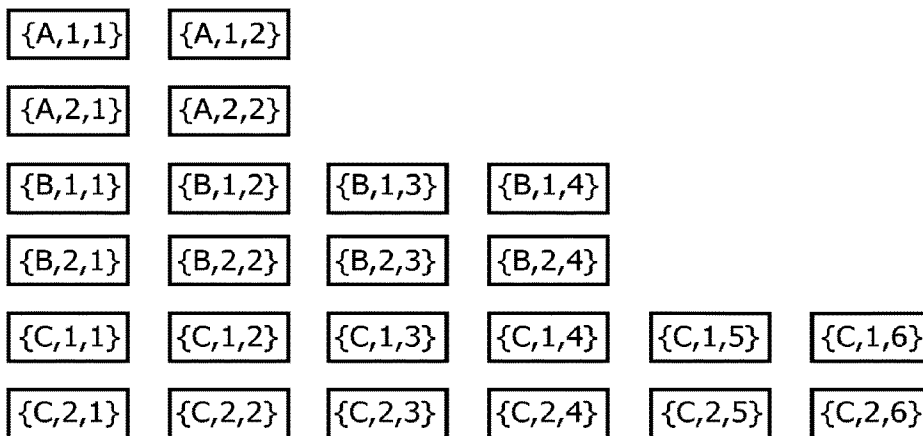 {A,1,1} {A,1,2}
{A,2,1} {A,2,2}
{B,1,1} {B,1,2} {B,1,3} {B,1,4}
{B,2,1} {B,2,2} {B,2,3} {B,2,4}
{C,1,1} {C,1,2} {C,1,3} {C,1,4} {C,1,5} {C,1,6}
{C,2,1} {C,2,2} {C,2,3} {C,2,4} {C,2,5} {C,2,6}